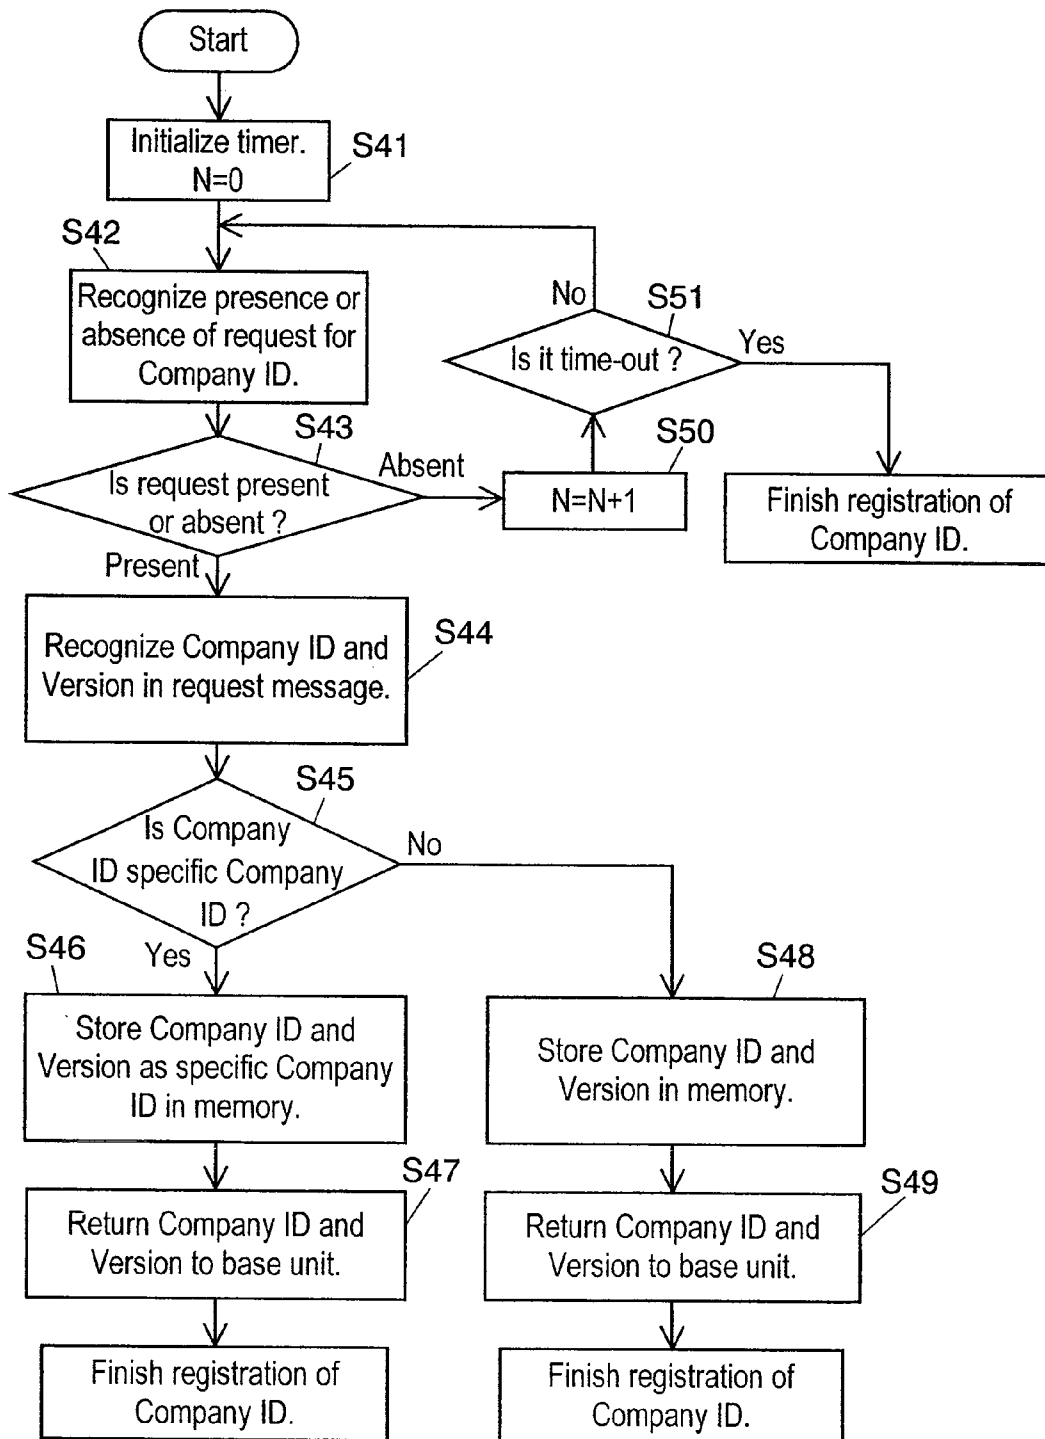 Start
Initialize timer.
N=0
S41
S42
Recognize presence or
absence of request for
Company ID.
No
S51
Is it time-out ?
Yes
S43
Is request present
or absent ?
Absent
S50
N=N+1
Finish registration of
Company ID.
Present
Recognize Company ID and
Version in request message.
S44
S45
Is Company
ID specific Company
ID ?
No
Yes
S46
Store Company ID and
Version as specific Company
ID in memory.
S48
Store Company ID and
Version in memory.
S47
Return Company ID and
Version to base unit.
S49
Return Company ID and
Version to base unit.
Finish registration of
Company ID.
Finish registration of
Company ID.